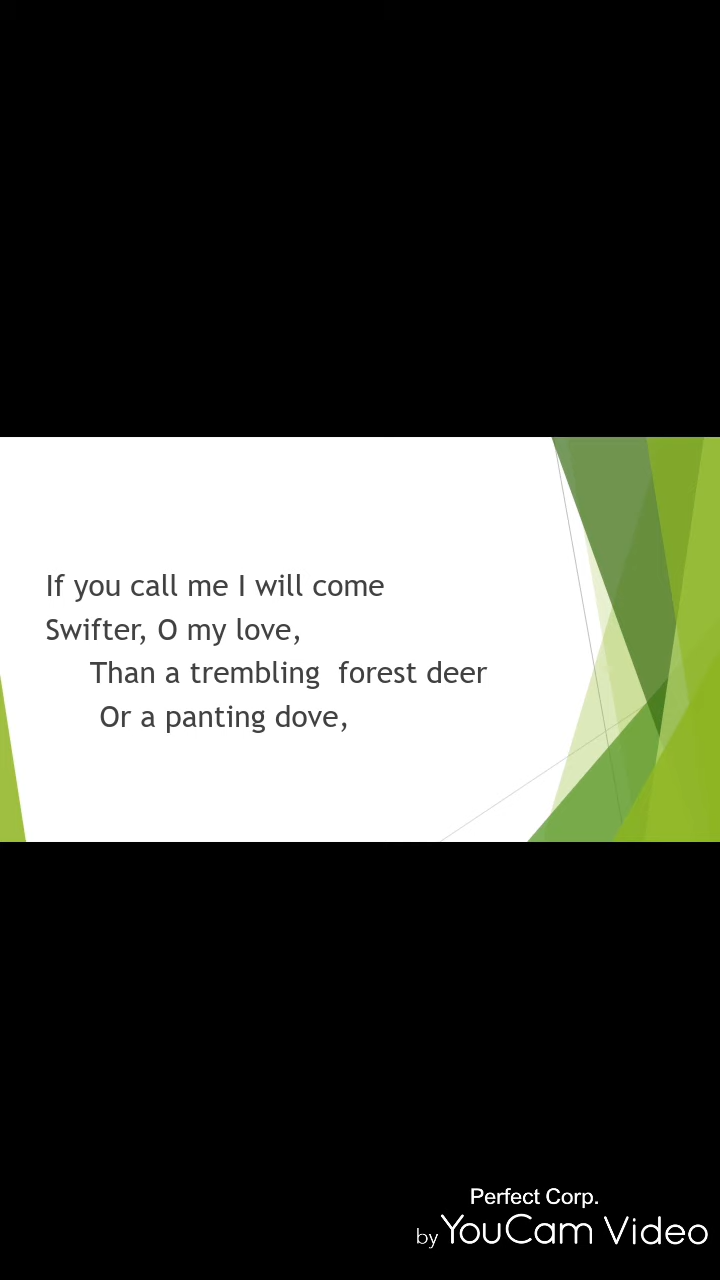 If you call me I will come
Swifter, O my love,
Than a trembling  forest deer
Or a panting dove,
Perfect Corp.
by YouCam Video